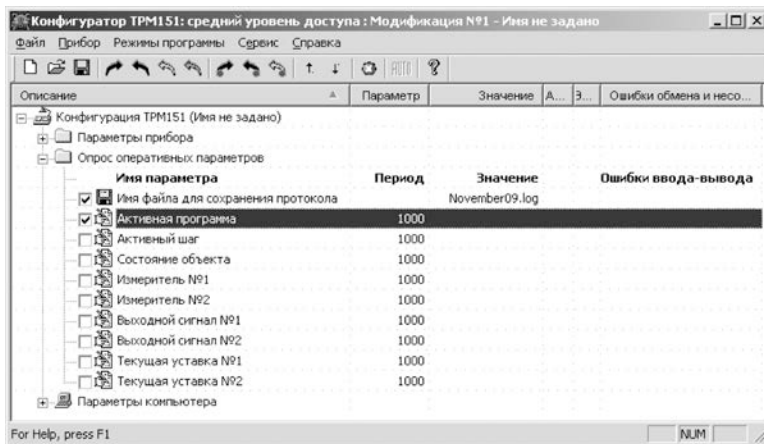 Конфигуратор ТРМ151: средний уровень доступа : Модификация №1 - Имя не задано
Файл Прибор Режимы программы Сервис Справка
AUTO
Описание Параметр Значение А... Э... Ошибки обмена и несо...
Конфигурация ТРМ151 (Имя не задано)
Параметры прибора
Опрос оперативных параметров
Имя параметра Период Значение Ошибки ввода-вывода
Имя файла для сохранения протокола November09.log
Активная программа 1000
Активный шаг 1000
Состояние объекта 1000
Измеритель №1 1000
Измеритель №2 1000
Выходной сигнал №1 1000
Выходной сигнал №2 1000
Текущая уставка №1 1000
Текущая уставка №2 1000
Параметры компьютера
For Help, press F1 NUM